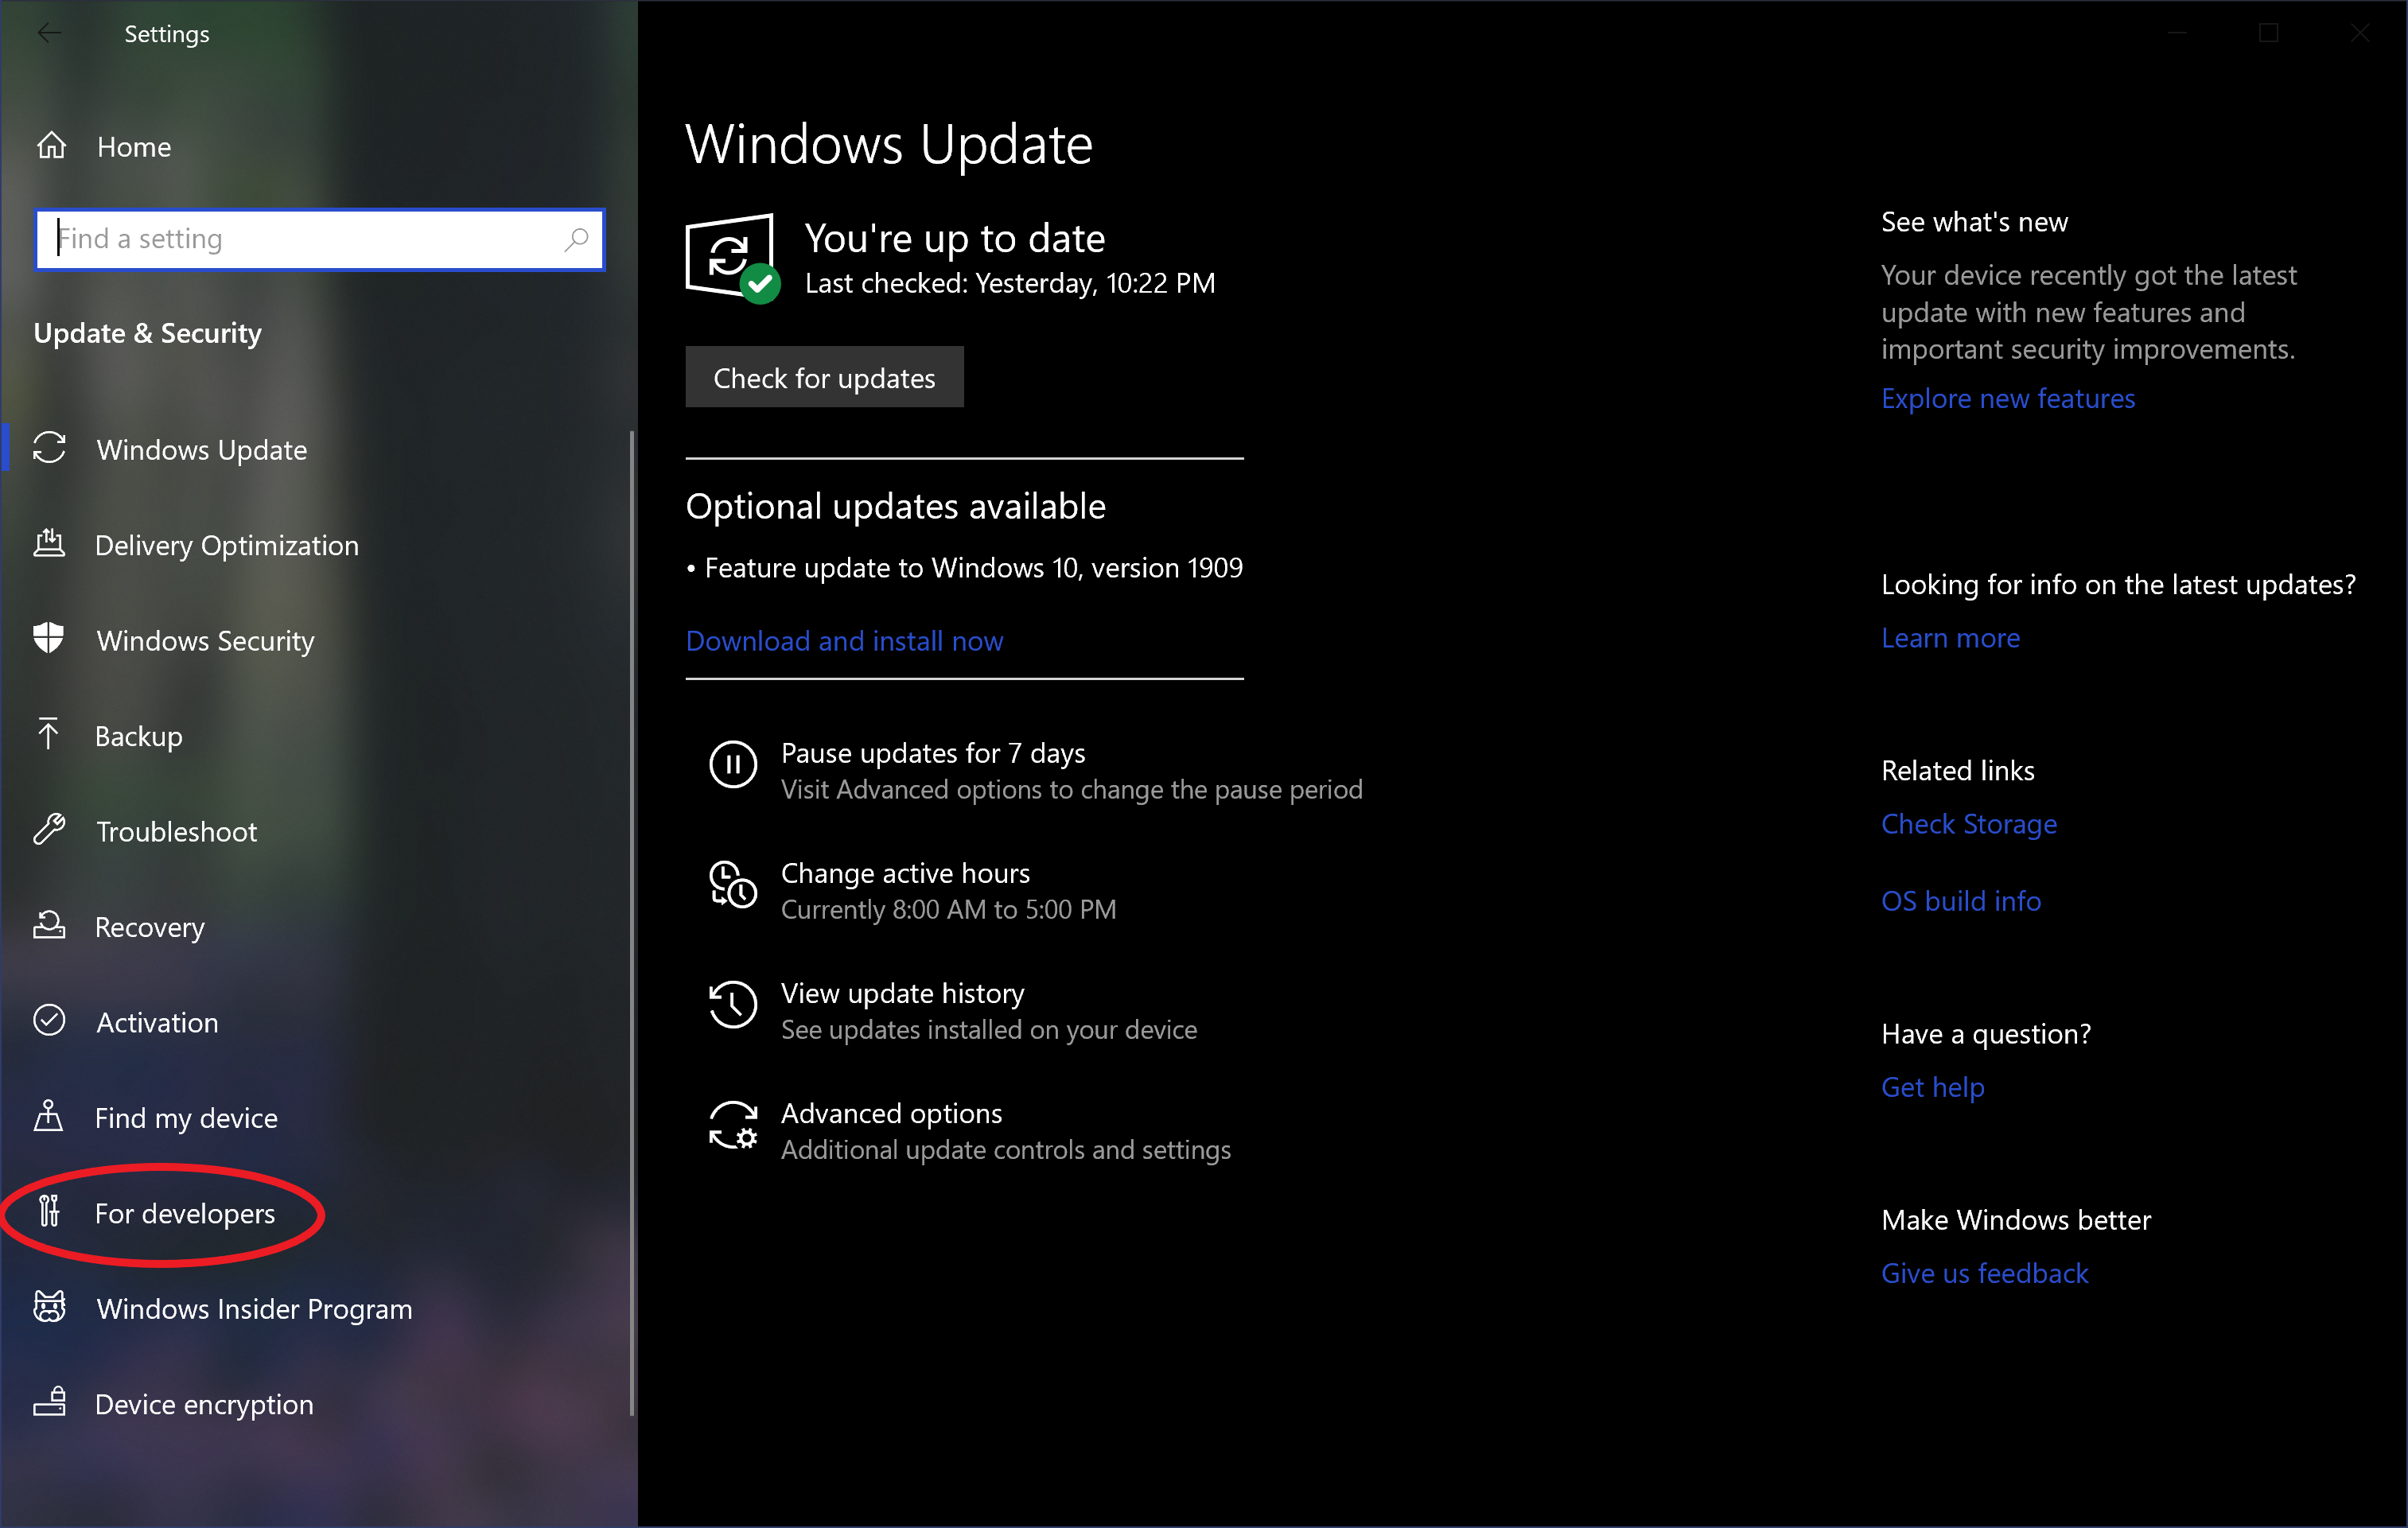 Settings
Home
Find a setting
Update & Security
Windows Update
Delivery Optimization
Windows Security
Backup
Troubleshoot
Recovery
Activation
Find my device
For developers
Windows Insider Program
Device encryption
Windows Update
You're up to date
Last checked: Yesterday, 10:22 PM
Check for updates
Optional updates available
• Feature update to Windows 10, version 1909
Download and install now
Pause updates for 7 days
Visit Advanced options to change the pause period
Change active hours
Currently 8:00 AM to 5:00 PM
View update history
See updates installed on your device
Advanced options
Additional update controls and settings
See what's new
Your device recently got the latest
update with new features and
important security improvements.
Explore new features
Looking for info on the latest updates?
Learn more
Related links
Check Storage
OS build info
Have a question?
Get help
Make Windows better
Give us feedback